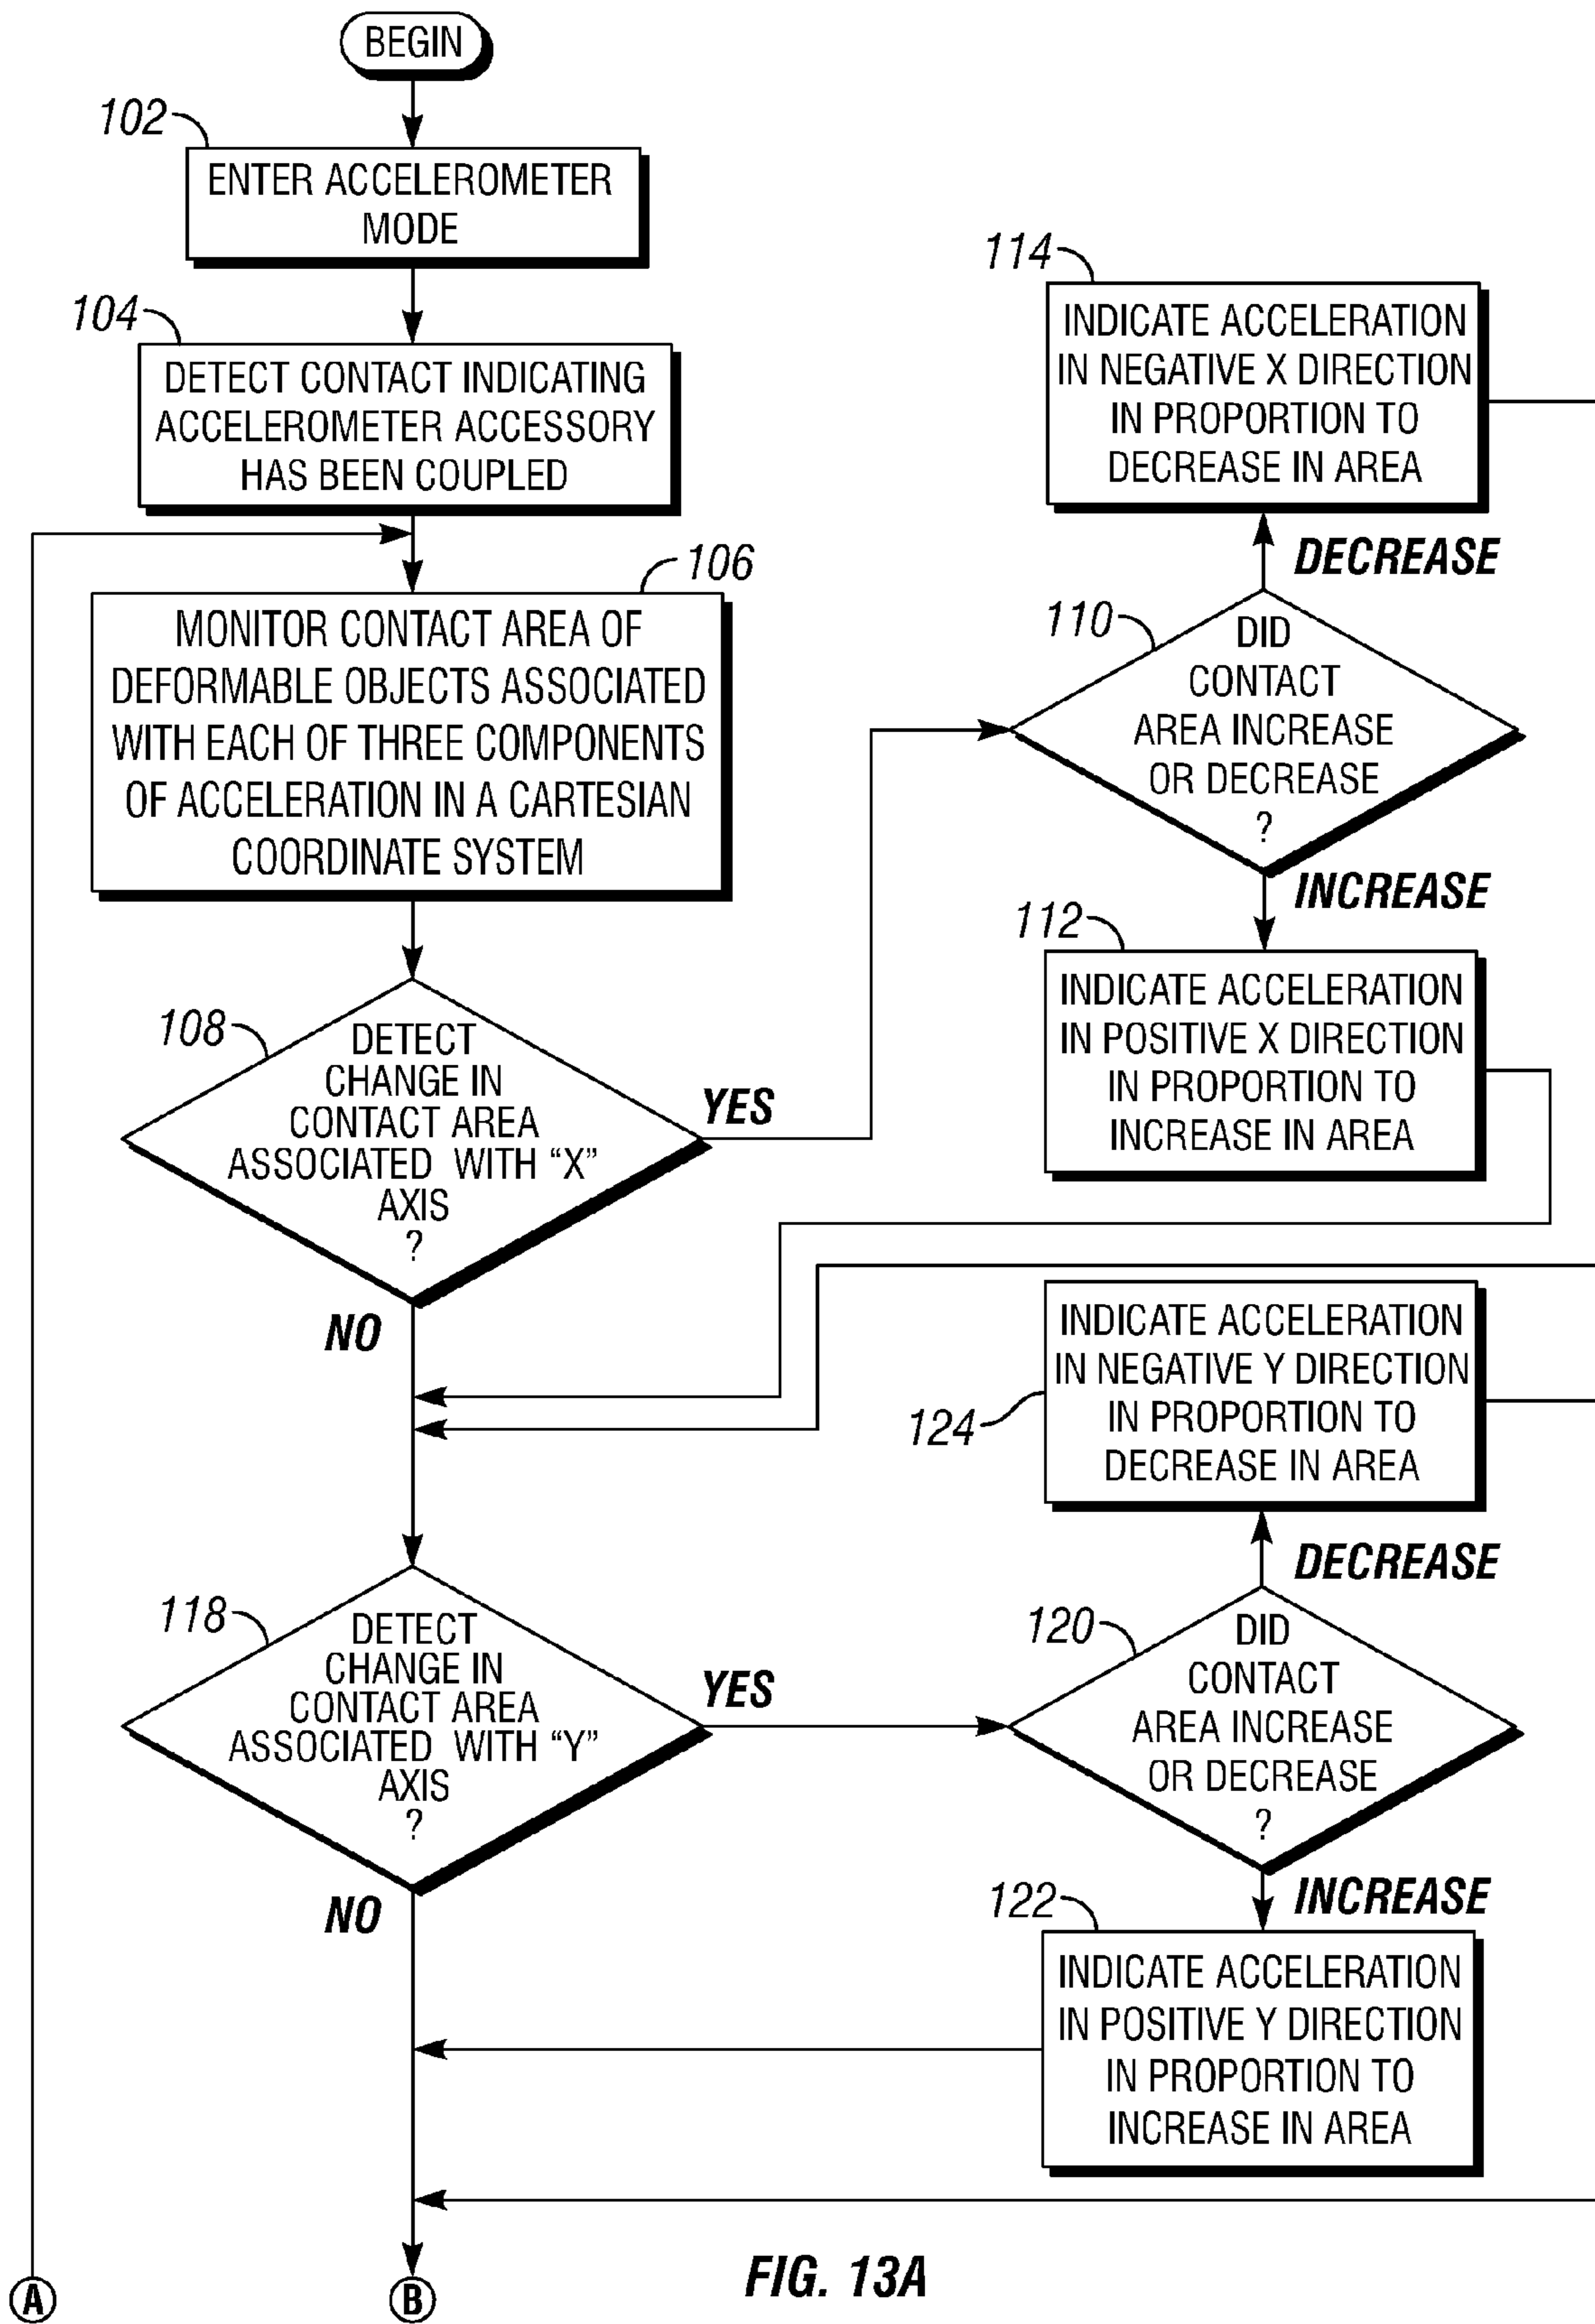 BEGIN
102
ENTER ACCELEROMETER
MODE
104
DETECT CONTACT INDICATING
ACCELEROMETER ACCESSORY
HAS BEEN COUPLED
106
MONITOR CONTACT AREA OF
DEFORMABLE OBJECTS ASSOCIATED
WITH EACH OF THREE COMPONENTS
OF ACCELERATION IN A CARTESIAN
COORDINATE SYSTEM
108
DETECT
CHANGE IN
CONTACT AREA
ASSOCIATED WITH “X”
AXIS
?
YES
NO
110
DID
CONTACT
AREA INCREASE
OR DECREASE
?
DECREASE
114
INDICATE ACCELERATION
IN NEGATIVE X DIRECTION
IN PROPORTION TO
DECREASE IN AREA
INCREASE
112
INDICATE ACCELERATION
IN POSITIVE X DIRECTION
IN PROPORTION TO
INCREASE IN AREA
118
DETECT
CHANGE IN
CONTACT AREA
ASSOCIATED WITH “Y”
AXIS
?
YES
NO
120
DID
CONTACT
AREA INCREASE
OR DECREASE
?
DECREASE
124
INDICATE ACCELERATION
IN NEGATIVE Y DIRECTION
IN PROPORTION TO
DECREASE IN AREA
INCREASE
122
INDICATE ACCELERATION
IN POSITIVE Y DIRECTION
IN PROPORTION TO
INCREASE IN AREA
A
B
FIG. 13A